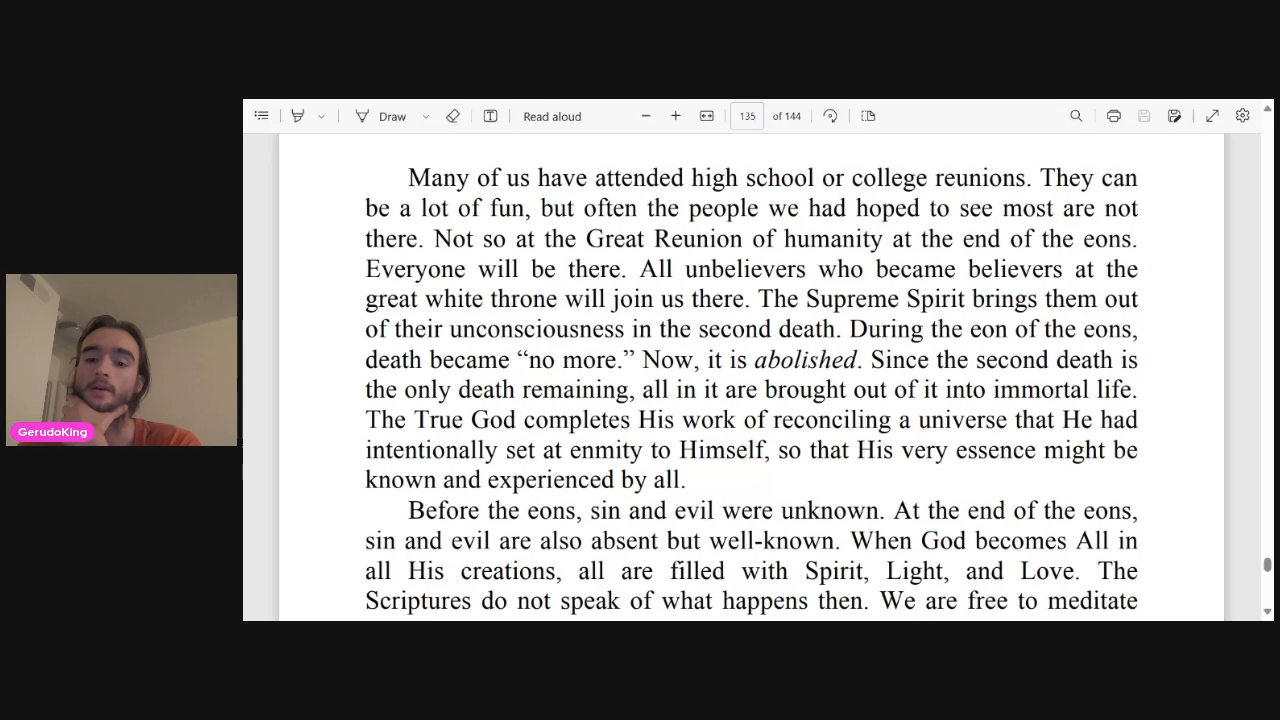 Draw
Read aloud
135 of 144
Many of us have attended high school or college reunions. They can
be a lot of fun, but often the people we had hoped to see most are not
there. Not so at the Great Reunion of humanity at the end of the eons.
Everyone will be there. All unbelievers who became believers at the
great white throne will join us there. The Supreme Spirit brings them out
of their unconsciousness in the second death. During the eon of the eons,
death became “no more.” Now, it is abolished. Since the second death is
the only death remaining, all in it are brought out of it into immortal life.
The True God completes His work of reconciling a universe that He had
intentionally set at enmity to Himself, so that His very essence might be
known and experienced by all.
Before the eons, sin and evil were unknown. At the end of the eons,
sin and evil are also absent but well-known. When God becomes All in
all His creations, all are filled with Spirit, Light, and Love. The
Scriptures do not speak of what happens then. We are free to meditate
GerudoKing